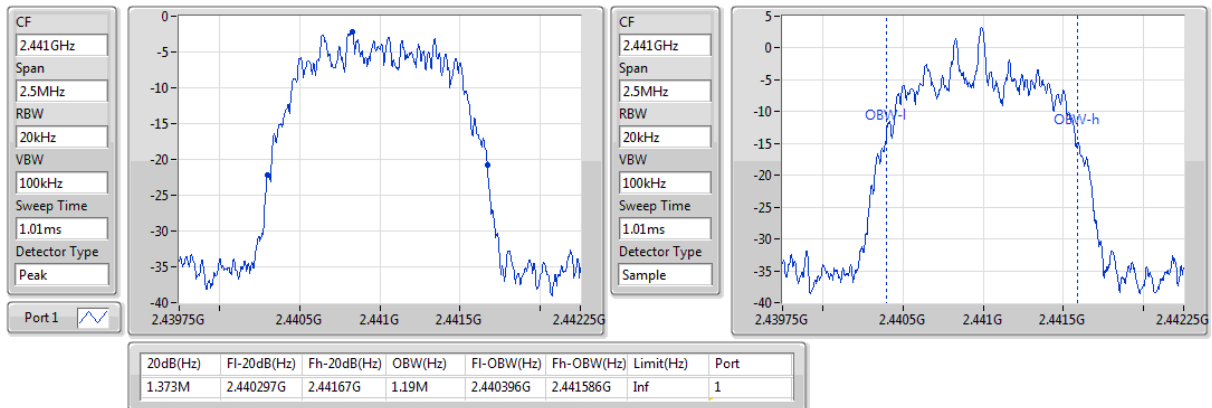 CF
2.441GHz
Span
2.5MHz
RBW
20kHz
VBW
100kHz
Sweep Time
1.01ms
Detector Type
Peak
Port 1
0-
-5-
-10-
-15-
-20-
-25-
-30-
-35-
-40-
2.43975G 2.4405G 2.441G 2.4415G 2.44225G
CF
2.441GHz
Span
2.5MHz
RBW
20kHz
VBW
100kHz
Sweep Time
1.01ms
Detector Type
Sample
5-
0-
-5-
-10-
-15-
-20-
-25-
-30-
-35-
-40-
OBW-l
OBW-h
2.43975G 2.4405G 2.441G 2.4415G 2.44225G
20dB(Hz) Fl-20dB(Hz) Fh-20dB(Hz) OBW(Hz) Fl-OBW(Hz) Fh-OBW(Hz) Limit(Hz) Port
1.373M 2.440297G 2.44167G 1.19M 2.440396G 2.441586G Inf 1